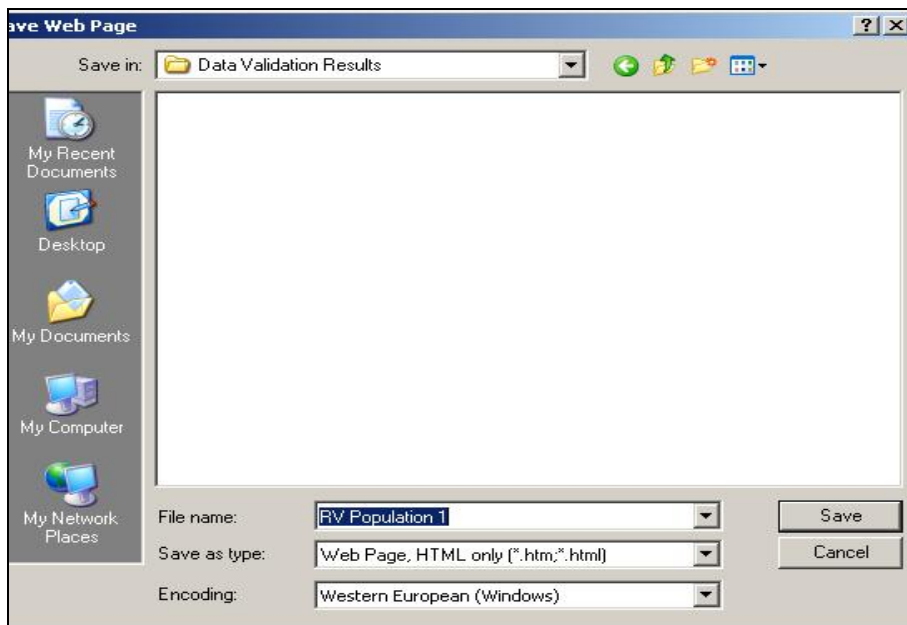 ave Web Page
Save in: Data Validation Results
My Recent
Documents
Desktop
My Documents
My Computer
My Network
Places
File name: RV Population 1 Save
Save as type: Web Page, HTML only (*.htm;*.html) Cancel
Encoding: Western European (Windows)